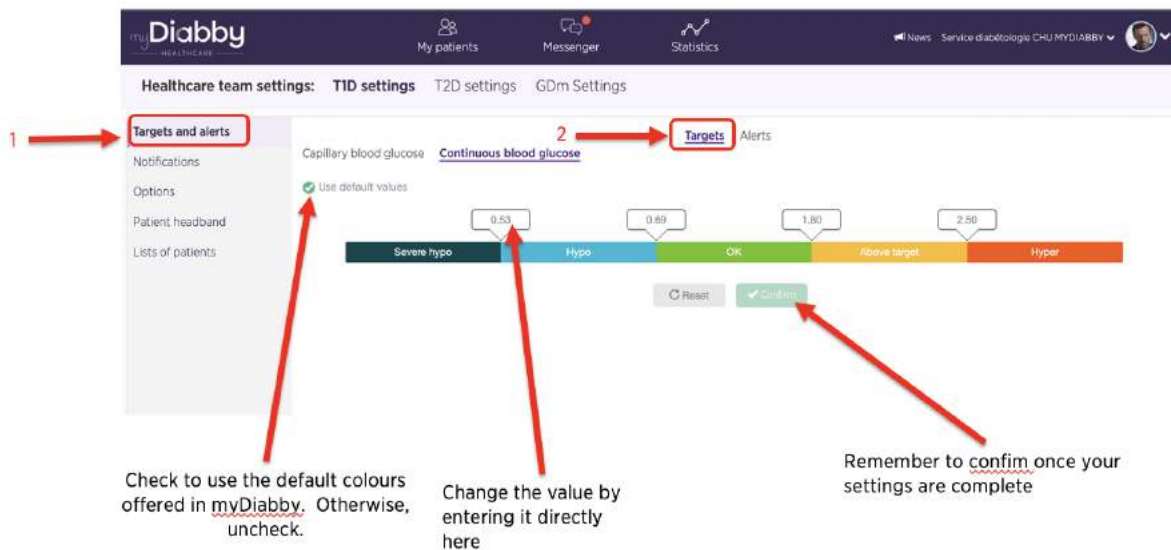 myDiabby
HEALTHCARE
My patients
Messenger
Statistics
News Service diabétologie CHU MYDIABBY
Healthcare team settings: T1D settings T2D settings GDm Settings
1
Targets and alerts
Notifications
Options
Patient headband
Lists of patients
2
Targets Alerts
Capillary blood glucose Continuous blood glucose
Use default values
0.53 0.69 1.80 2.50
Severe hypo Hypo OK Above target Hyper
Reset Confirm
Check to use the default colours
offered in myDiabby. Otherwise,
uncheck.
Change the value by
entering it directly
here
Remember to confim once your
settings are complete